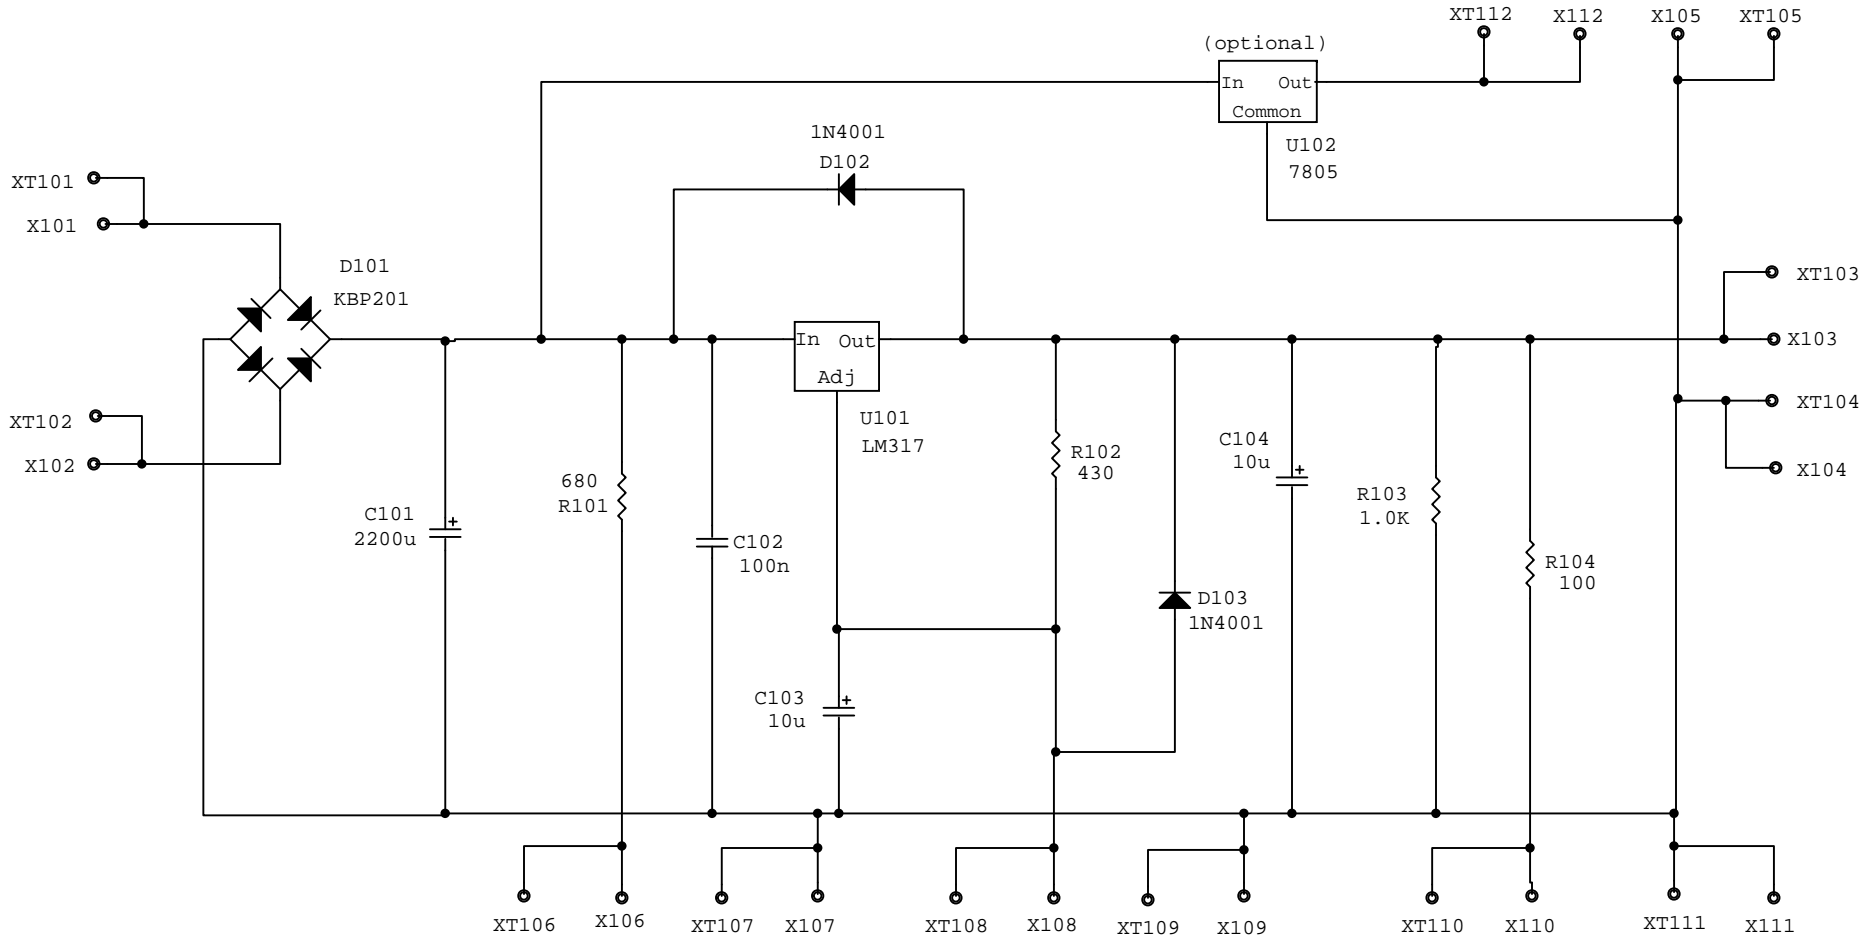 XT112
X112
X105
XT105
(optional)
In Out
Common
U102
7805
1N4001
D102
XT101
X101
D101
KBP201
XT103
X103
In Out
Adj
U101
LM317
XT102
X102
XT104
X104
C104
10u
+
R102
430
680
R101
R103
1.0K
C101
2200u
+
C102
100n
R104
100
D103
1N4001
C103
10u
+
XT106
X106
XT107
X107
XT108
X108
XT109
X109
XT110
X110
XT111
X111